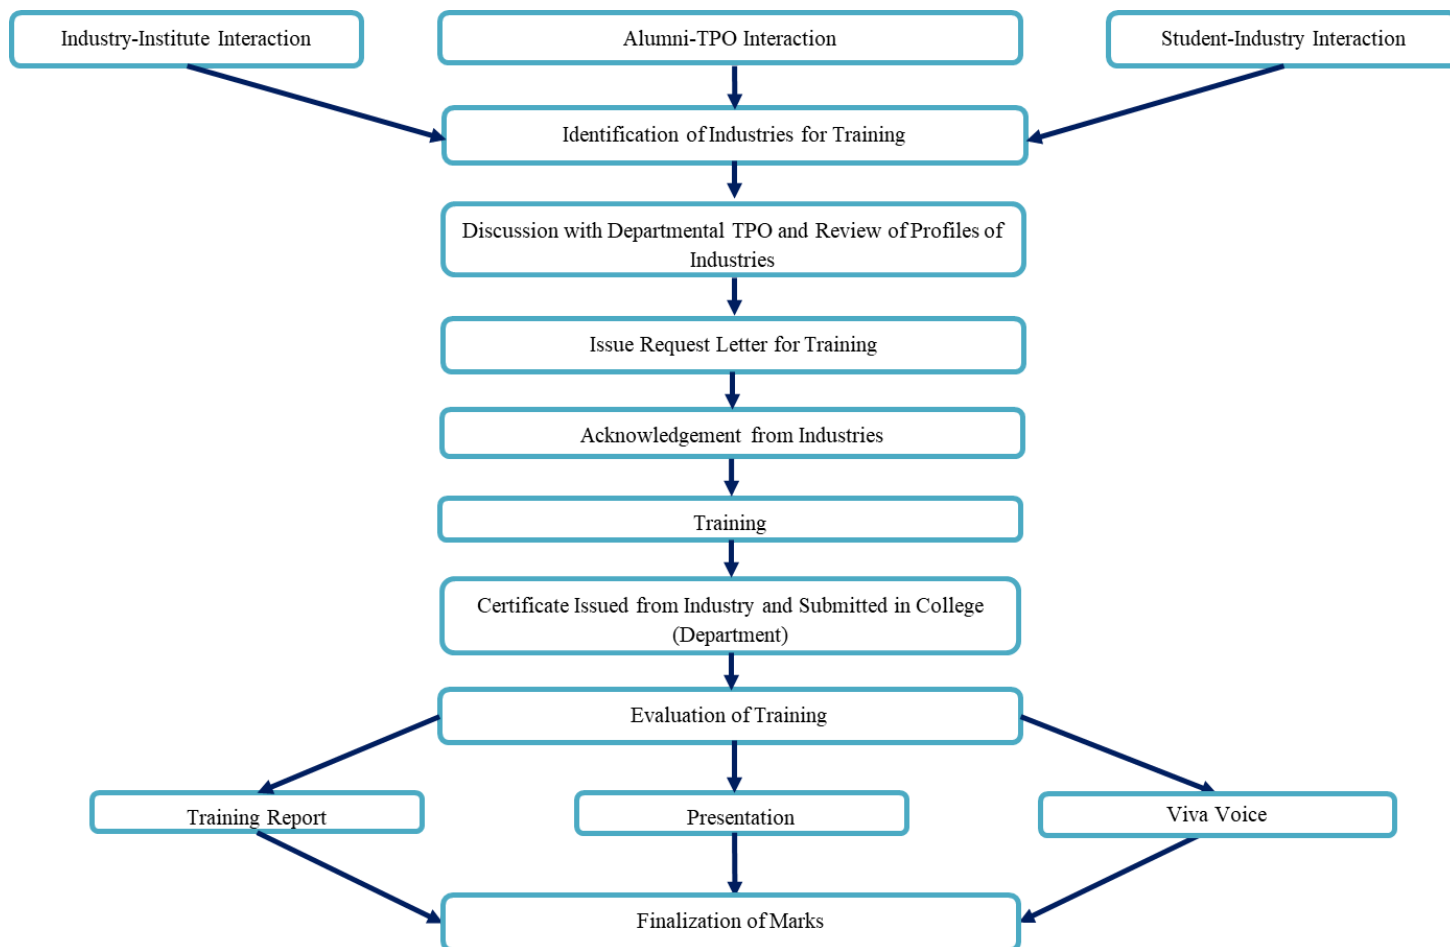 Industry-Institute Interaction
Alumni-TPO Interaction
Student-Industry Interaction
Identification of Industries for Training
Discussion with Departmental TPO and Review of Profiles of
Industries
Issue Request Letter for Training
Acknowledgement from Industries
Training
Certificate Issued from Industry and Submitted in College
(Department)
Evaluation of Training
Training Report
Presentation
Viva Voice
Finalization of Marks